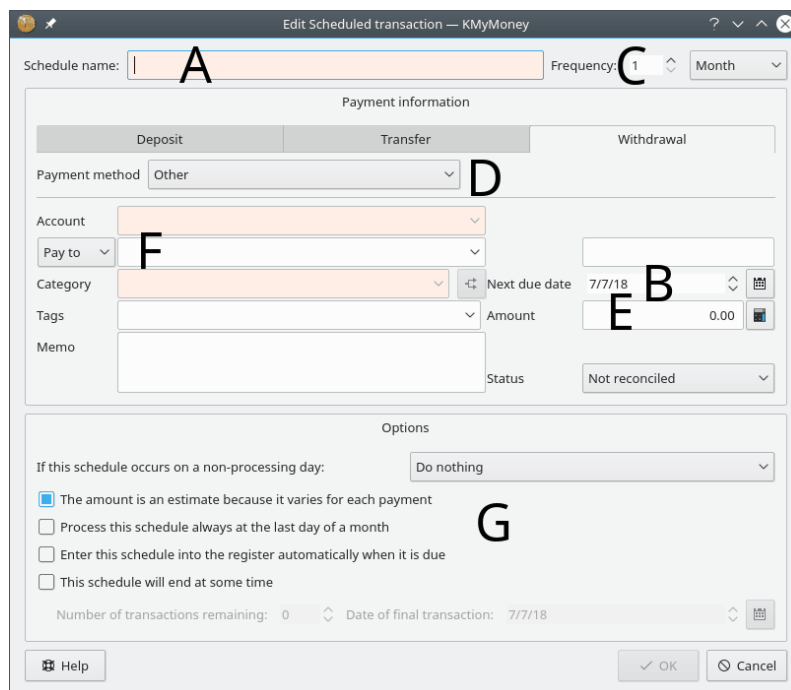 Edit Scheduled transaction — KMyMoney
Schedule name: A Frequency: C 1 Month
Payment information
Deposit Transfer Withdrawal
Payment method Other D
Account
Pay to F
Category Next due date 7/7/18 B
Tags Amount E 0.00
Memo
Status Not reconciled
Options
If this schedule occurs on a non-processing day: Do nothing
The amount is an estimate because it varies for each payment
G
Process this schedule always at the last day of a month
Enter this schedule into the register automatically when it is due
This schedule will end at some time
Number of transactions remaining: 0 Date of final transaction: 7/7/18
Help OK Cancel